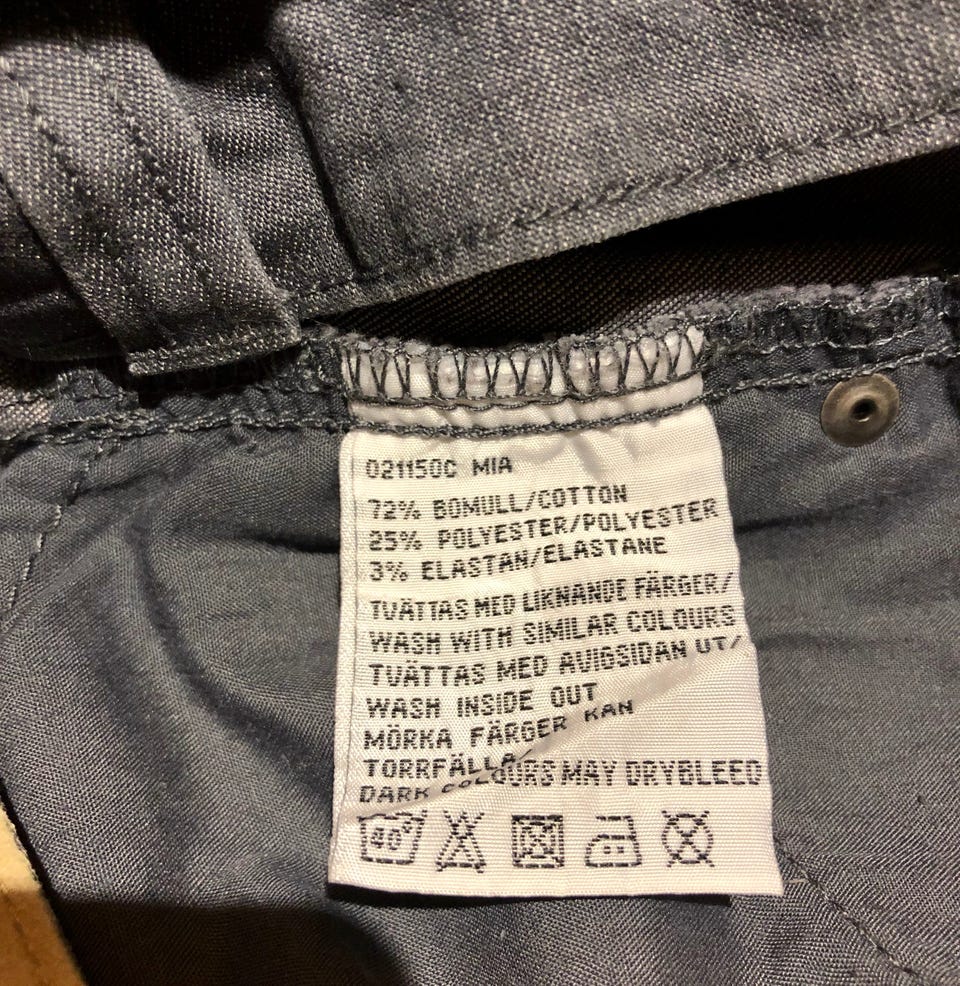 021150C MIA
72% BOMULL/COTTON
25% POLYESTER/POLYESTER
3% ELASTAN/ELASTANE
TVÄTTAS MED LIKNANDE FÄRGER/
WASH WITH SIMILAR COLOURS
TVÄTTAS MED AVIGSIDAN UT/
WASH INSIDE OUT
MÖRKA FÄRGER KAN
TORRFÄLLA/
DARK COLOURS MAY DRYBLEED
40°